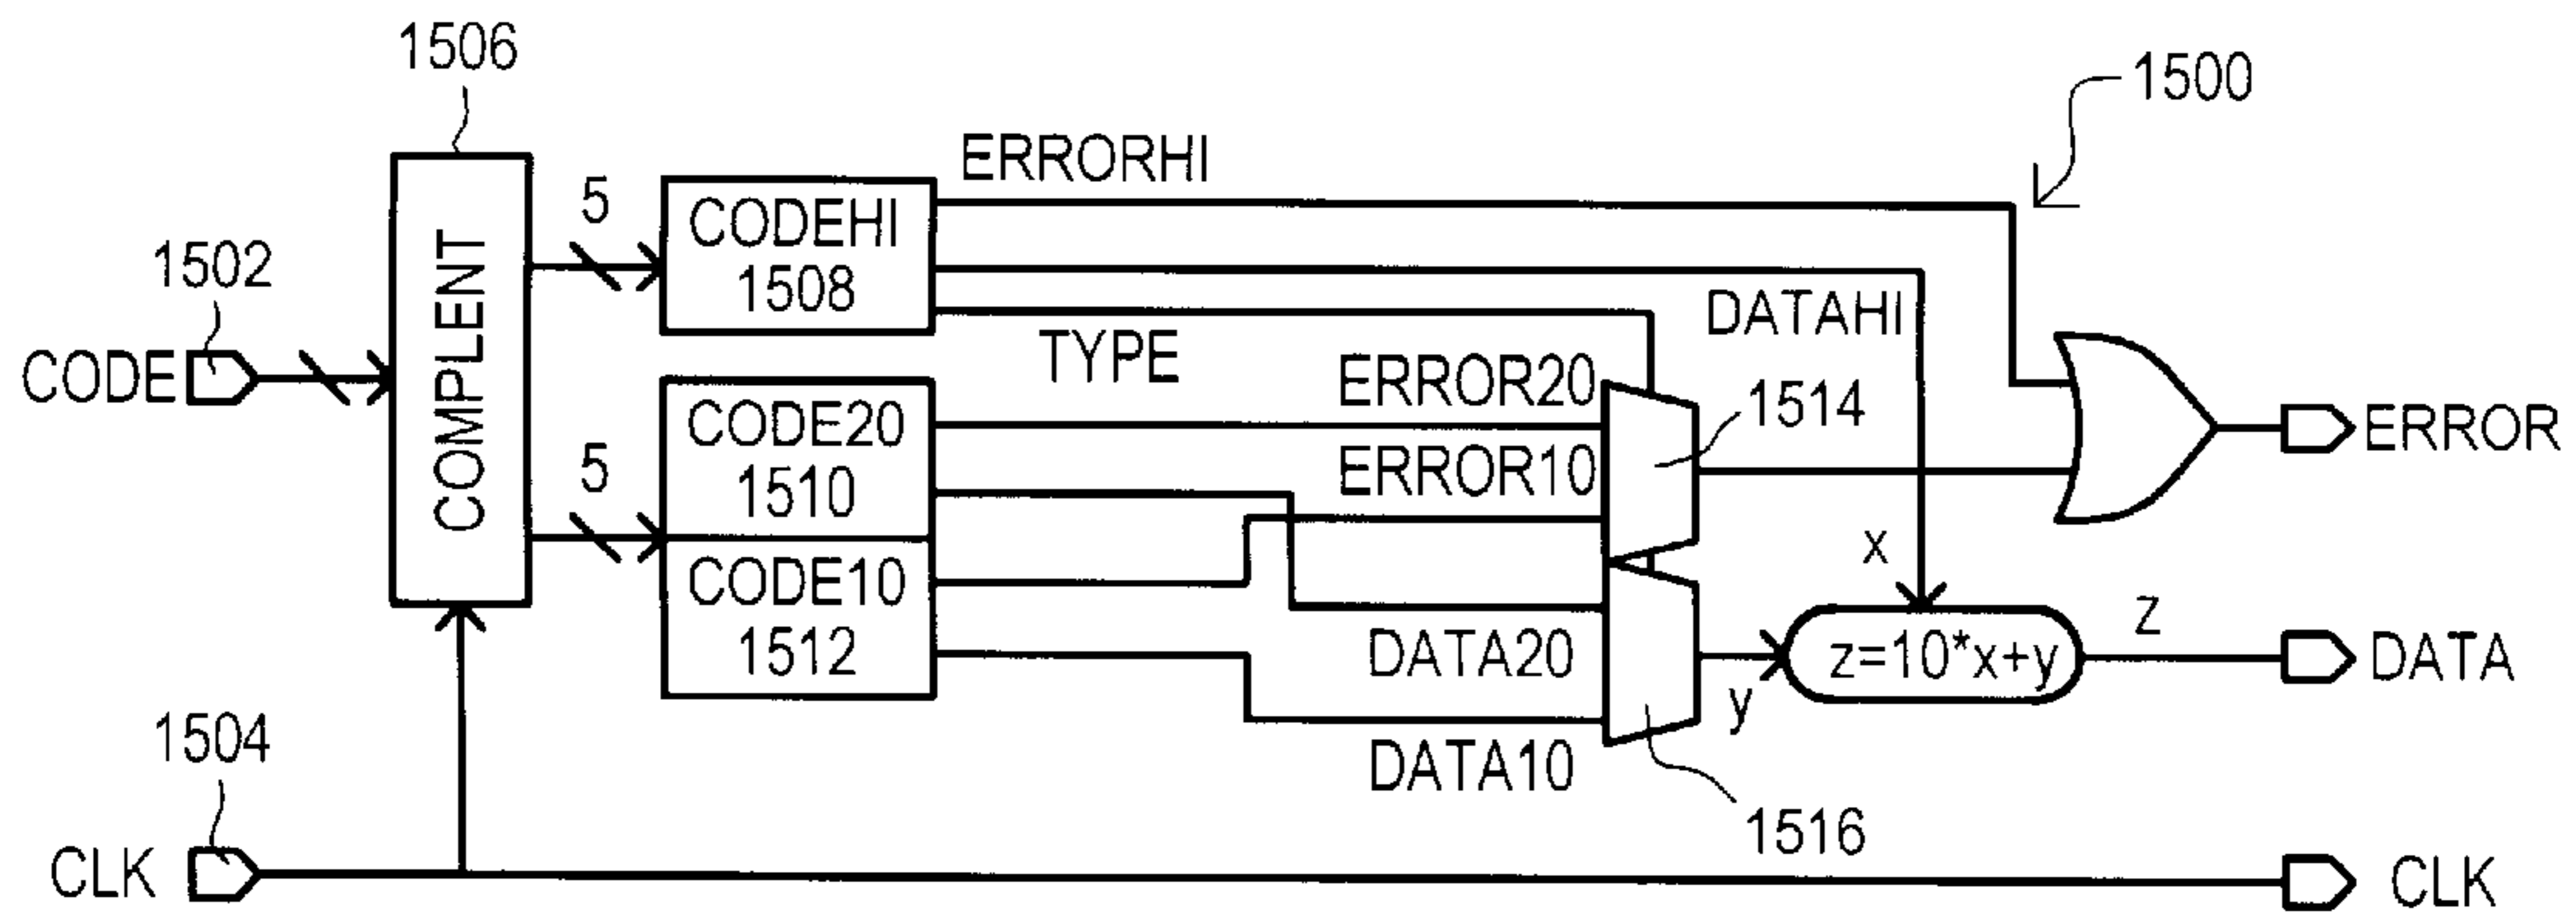 1506
1500
ERRORHI
5
CODEHI
1508
1502
DATAHI
TYPE
CODE
COMPLENT
ERROR20
1514
CODE20
1510
ERROR
5
ERROR10
x
CODE10
1512
z
DATA20
z=10*x+y
DATA
y
1504
DATA10
1516
CLK
CLK